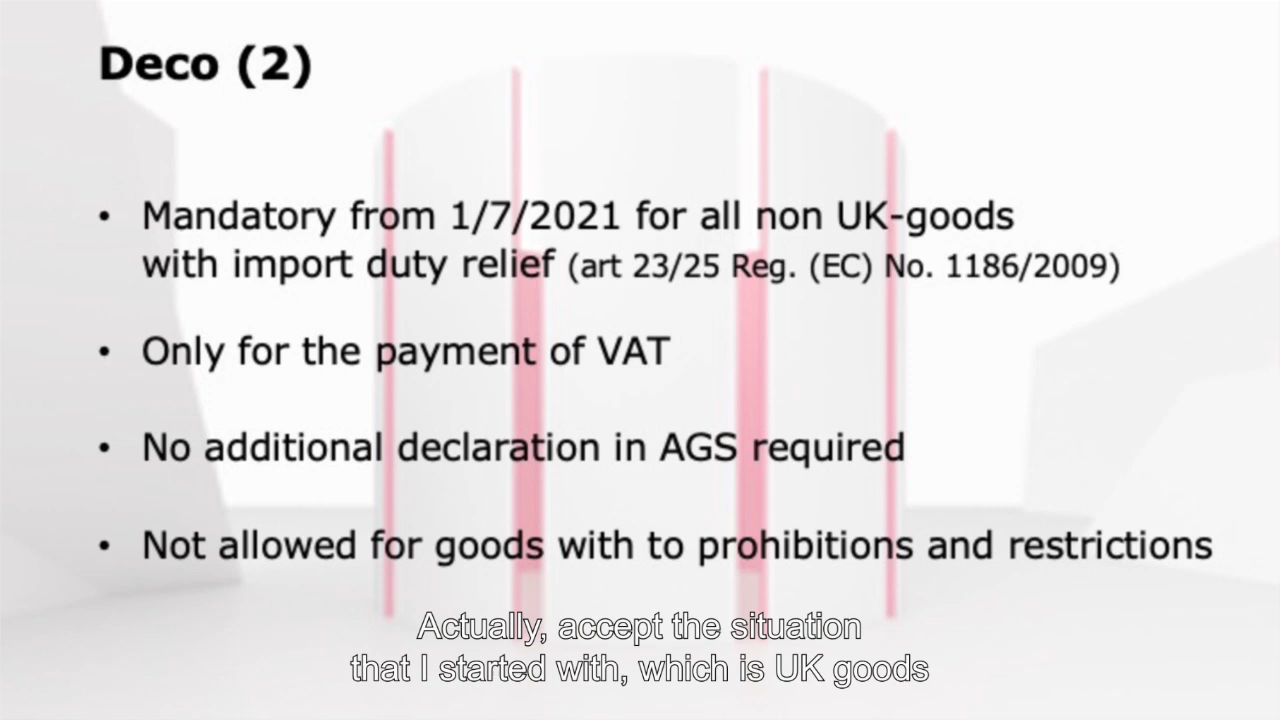 Deco (2)
• Mandatory from 1/7/2021 for all non UK-goods
with import duty relief (art 23/25 Reg. (EC) No. 1186/2009)
• Only for the payment of VAT
• No additional declaration in AGS required
• Not allowed for goods with to prohibitions and restrictions
Actually, accept the situation
that I started with, which is UK goods